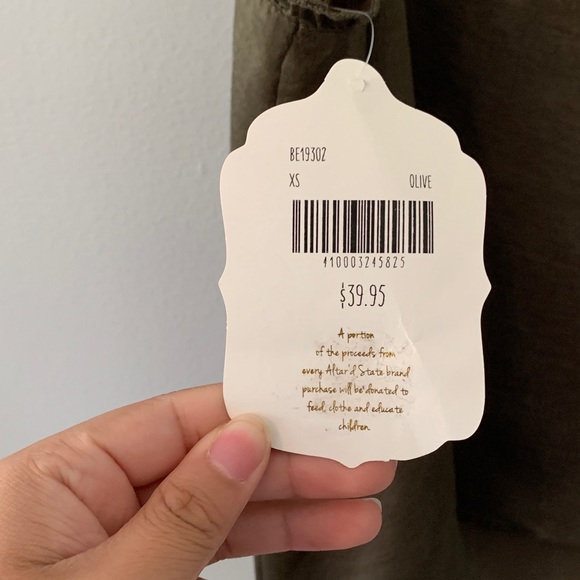 BE19302
XS OLIVE
410003245825
$39.95
A portion
of the proceeds from
every Altar'd State brand
purchase will be donated to
feed, clothe and educate
children